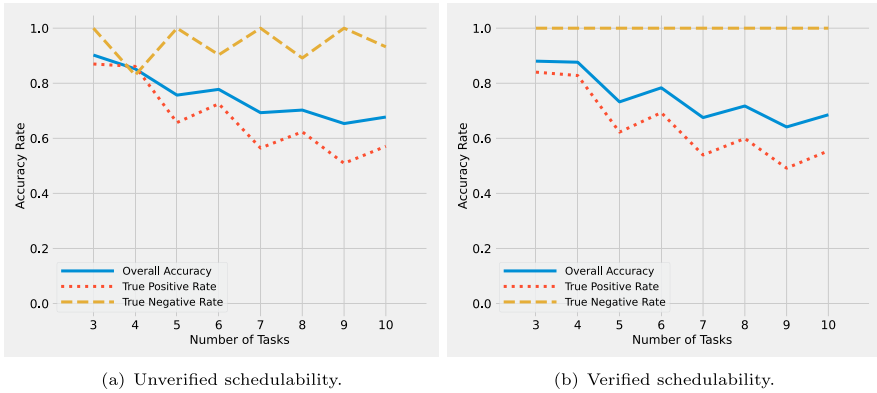 1.0
0.8
0.6
0.4
0.2
0.0
Accuracy Rate
Overall Accuracy
True Positive Rate
True Negative Rate
3 4 5 6 7 8 9 10
Number of Tasks
(a) Unverified schedulability.
1.0
0.8
0.6
0.4
0.2
0.0
Accuracy Rate
Overall Accuracy
True Positive Rate
True Negative Rate
3 4 5 6 7 8 9 10
Number of Tasks
(b) Verified schedulability.